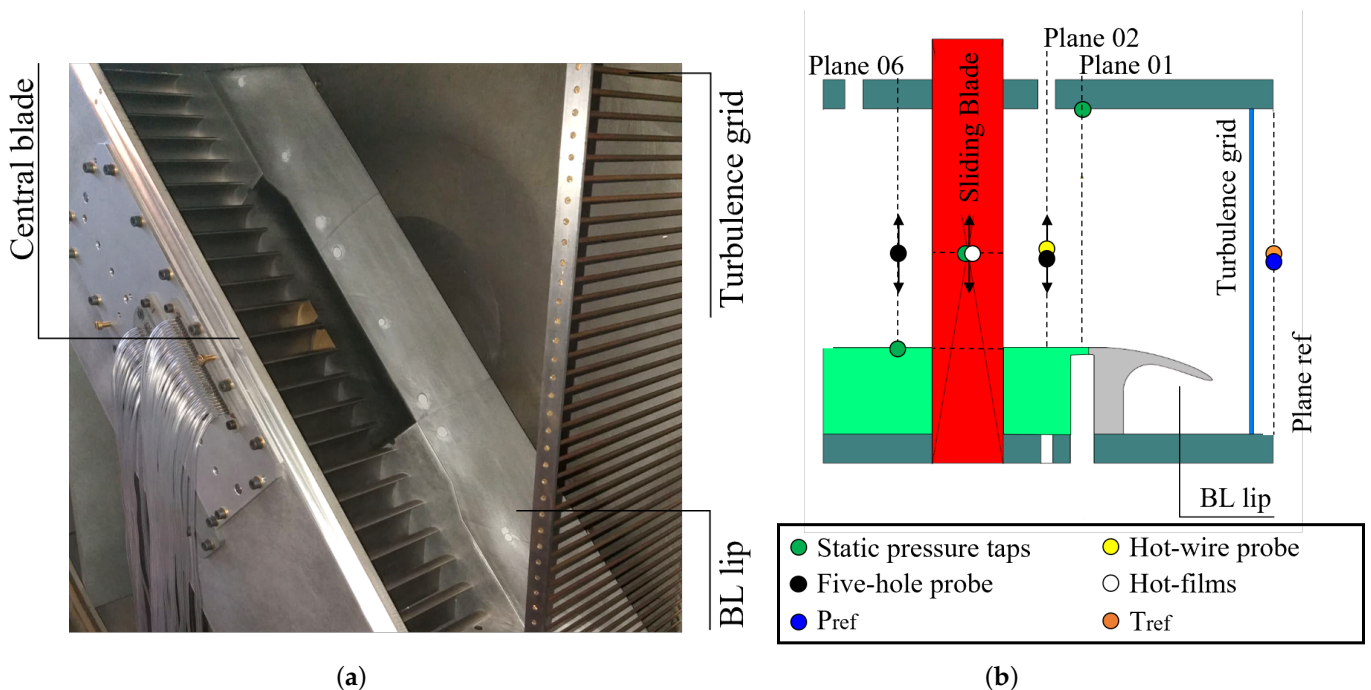 Central blade
Turbulence grid
BL lip
(a)
Plane 02
Plane 06
Plane 01
Sliding Blade
Turbulence grid
Plane ref
BL lip
Static pressure taps
Hot-wire probe
Five-hole probe
Hot-films
Pref
Tref
(b)